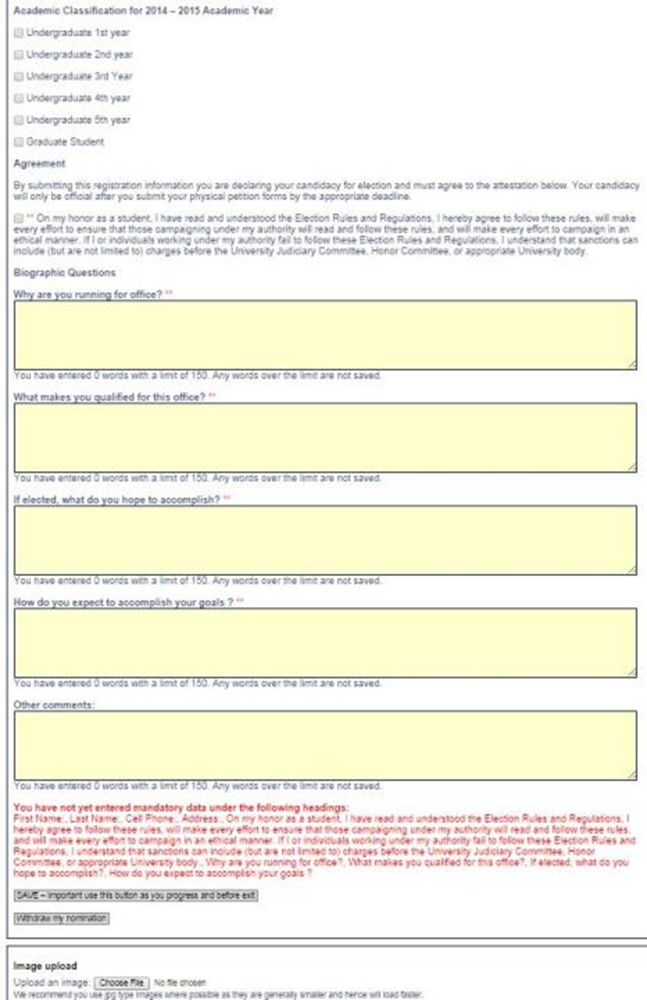 Academic Classification for 2014 – 2015 Academic Year
Undergraduate 1st year
Undergraduate 2nd year
Undergraduate 3rd Year
Undergraduate 4th year
Undergraduate 5th year
Graduate Student
Agreement
By submitting this registration information you are declaring your candidacy for election and must agree to the attestation below. Your candidacy
will only be official after you submit your physical petition forms by the appropriate deadline.
** On my honor as a student, I have read and understood the Election Rules and Regulations, I hereby agree to follow these rules, will make
every effort to ensure that those campaigning under my authority will read and follow these rules, and will make every effort to campaign in an
ethical manner. If I or individuals working under my authority fail to follow these Election Rules and Regulations, I understand that sanctions can
include (but are not limited to) charges before the University Judiciary Committee, Honor Committee, or appropriate University body.
Biographic Questions
Why are you running for office? **
You have entered 0 words with a limit of 150. Any words over the limit are not saved.
What makes you qualified for this office? **
You have entered 0 words with a limit of 150. Any words over the limit are not saved.
If elected, what do you hope to accomplish? **
You have entered 0 words with a limit of 150. Any words over the limit are not saved.
How do you expect to accomplish your goals ? **
You have entered 0 words with a limit of 150. Any words over the limit are not saved.
Other comments:
You have entered 0 words with a limit of 150. Any words over the limit are not saved.
You have not yet entered mandatory data under the following headings:
First Name:, Last Name:, Cell Phone:, Address:, On my honor as a student, I have read and understood the Election Rules and Regulations, I
hereby agree to follow these rules, will make every effort to ensure that those campaigning under my authority will read and follow these rules,
and will make every effort to campaign in an ethical manner. If I or individuals working under my authority fail to follow these Election Rules and
Regulations, I understand that sanctions can include (but are not limited to) charges before the University Judiciary Committee, Honor
Committee, or appropriate University body., Why are you running for office?, What makes you qualified for this office?, If elected, what do you
hope to accomplish?, How do you expect to accomplish your goals ?
SAVE – Important use this button as you progress and before exit
Withdraw my nomination
Image upload
Upload an image: Choose File No file chosen
We recommend you use jpg type images where possible as they are generally smaller and hence will load faster.